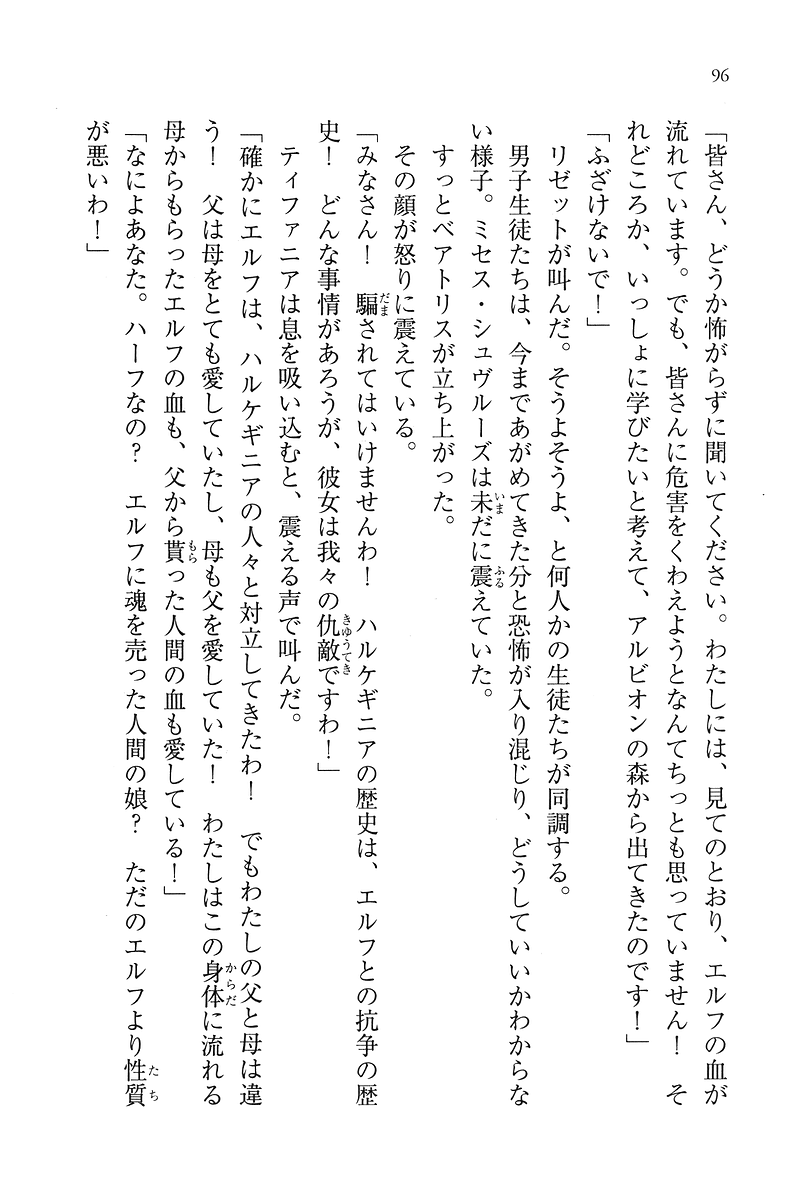 96
「皆さん、どうか怖がらずに聞いてください。わたしには、見てのとおり、エルフの血が
流れています。でも、皆さんに危害をくわえようとなんてちっとも思っていません！　そ
れどころか、いっしょに学びたいと考えて、アルビオンの森から出てきたのです！」
「ふざけないで！」
　リゼットが叫んだ。そうよそうよ、と何人かの生徒たちが同調する。
　男子生徒たちは、今まであがめてきた分と恐怖が入り混じり、どうしていいかわからな
い様子。ミセス・シュヴルーズは未だに震えていた。
　すっとベアトリスが立ち上がった。
　その顔が怒りに震えている。
「みなさん！　騙されてはいけませんわ！　ハルケギニアの歴史は、エルフとの抗争の歴
史！　どんな事情があろうが、彼女は我々の仇敵ですわ！」
　ティファニアは息を吸い込むと、震える声で叫んだ。
「確かにエルフは、ハルケギニアの人々と対立してきたわ！　でもわたしの父と母は違
う！　父は母をとても愛していたし、母も父を愛していた！　わたしはこの身体に流れる
母からもらったエルフの血も、父から貰った人間の血も愛している！」
「なによあなた。ハーフなの？　エルフに魂を売った人間の娘？　ただのエルフより性質
が悪いわ！」